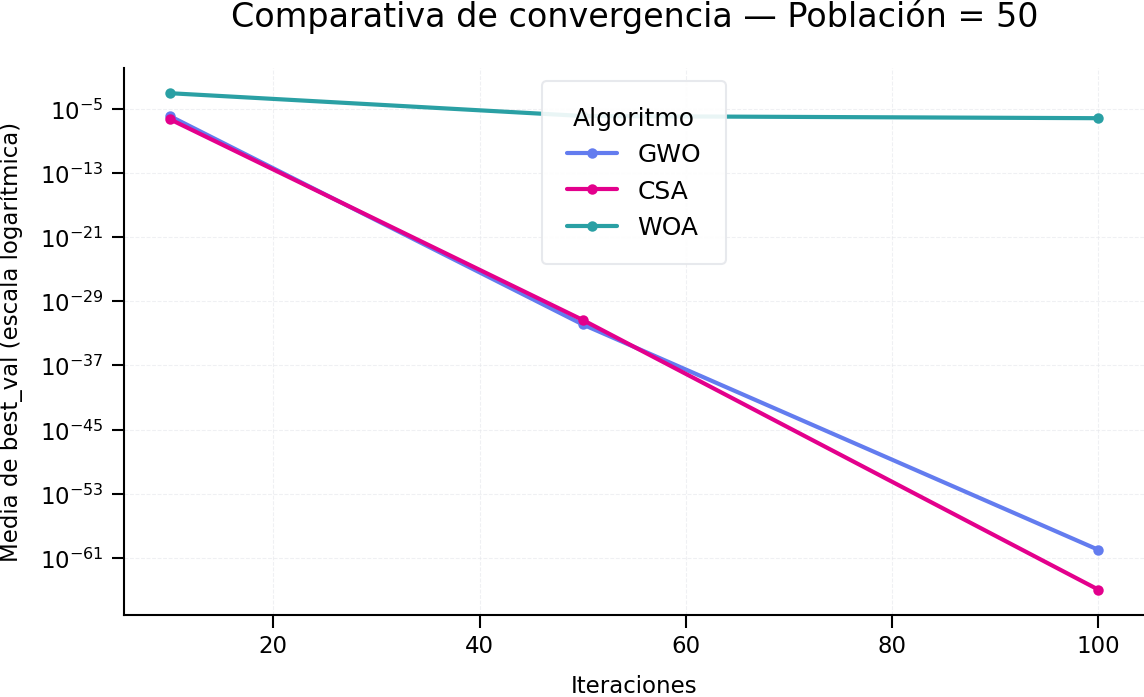 Comparativa de convergencia — Población = 50
Media de best_val (escala logarítmica)
10⁻⁵
10⁻¹³
10⁻²¹
10⁻²⁹
10⁻³⁷
10⁻⁴⁵
10⁻⁵³
10⁻⁶¹
Algoritmo
GWO
CSA
WOA
20 40 60 80 100
Iteraciones